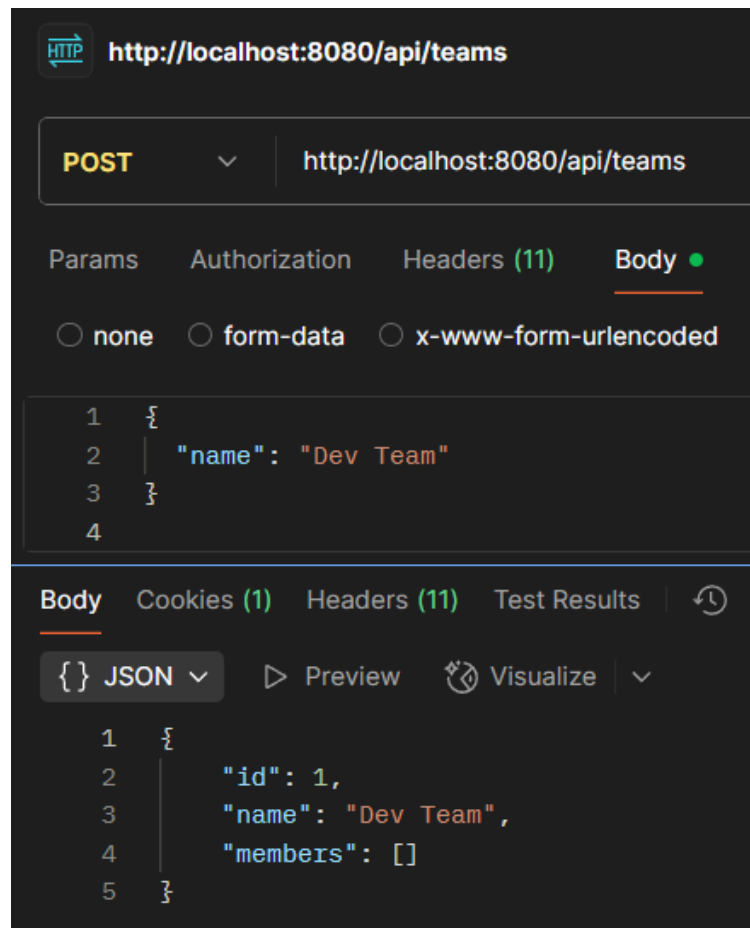 HTTP http://localhost:8080/api/teams
POST http://localhost:8080/api/teams
Params Authorization Headers (11) Body
none form-data x-www-form-urlencoded
1 {
2 "name": "Dev Team"
3 }
4
Body Cookies (1) Headers (11) Test Results
{} JSON Preview Visualize
1 {
2 "id": 1,
3 "name": "Dev Team",
4 "members": []
5 }